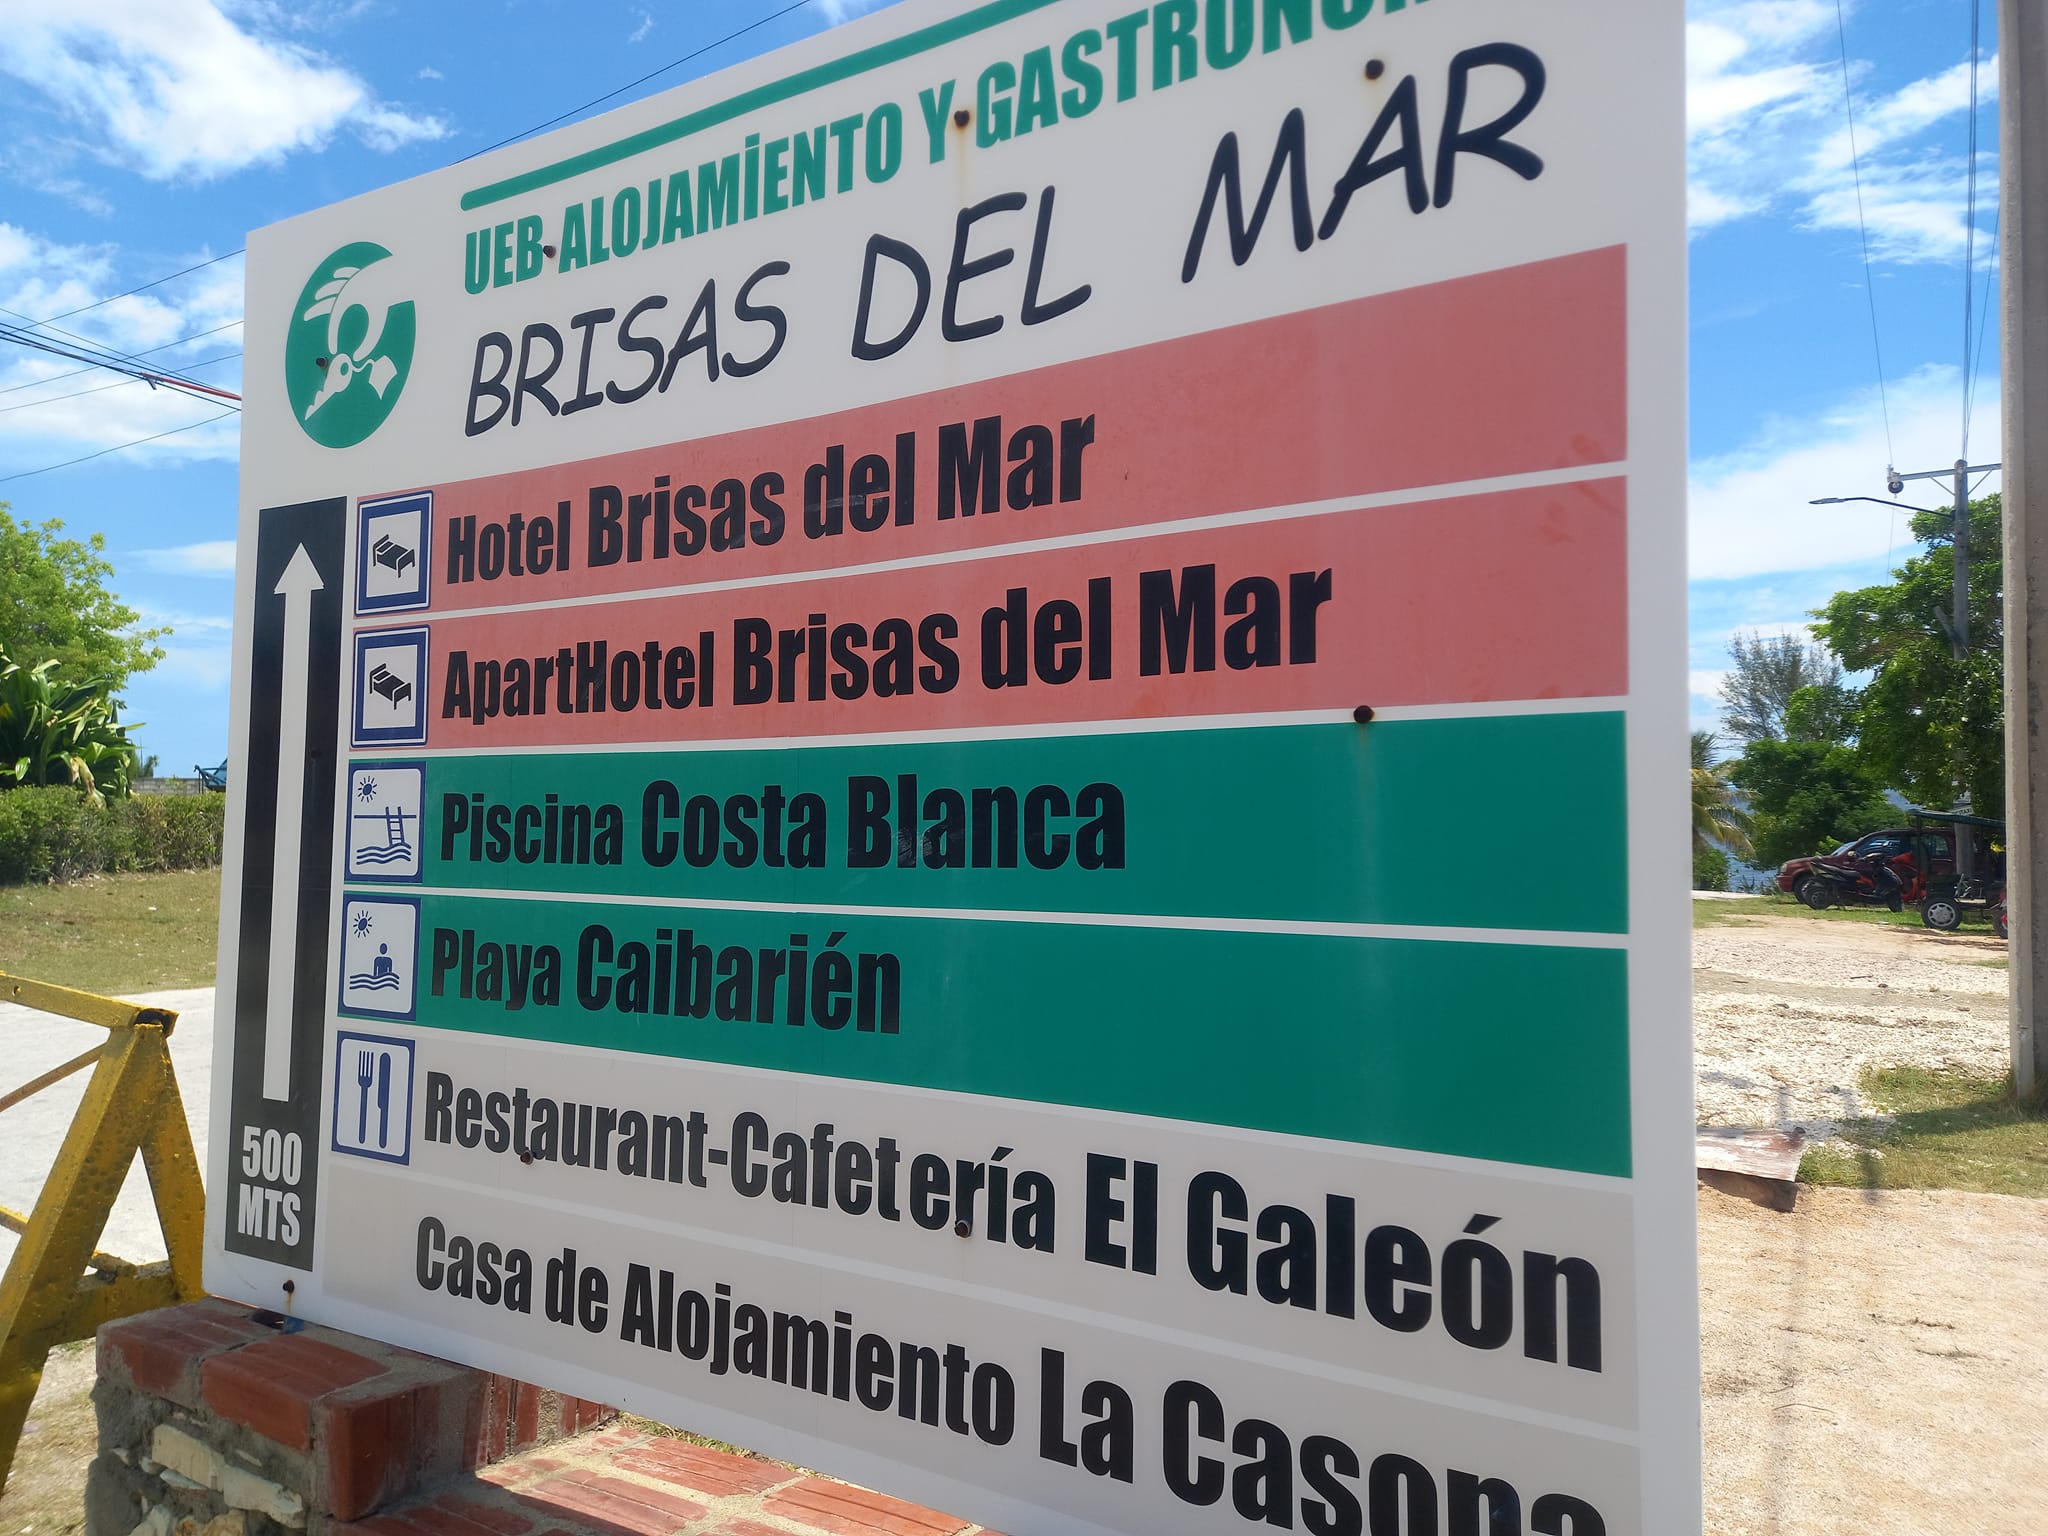 UEB ALOJAMIENTO Y GASTRONOM
BRISAS DEL MAR
Hotel Brisas del Mar
ApartHotel Brisas del Mar
Piscina Costa Blanca
Playa Caibarién
Restaurant-Cafetería El Galeón
Casa de Alojamiento La Casona
500
MTS